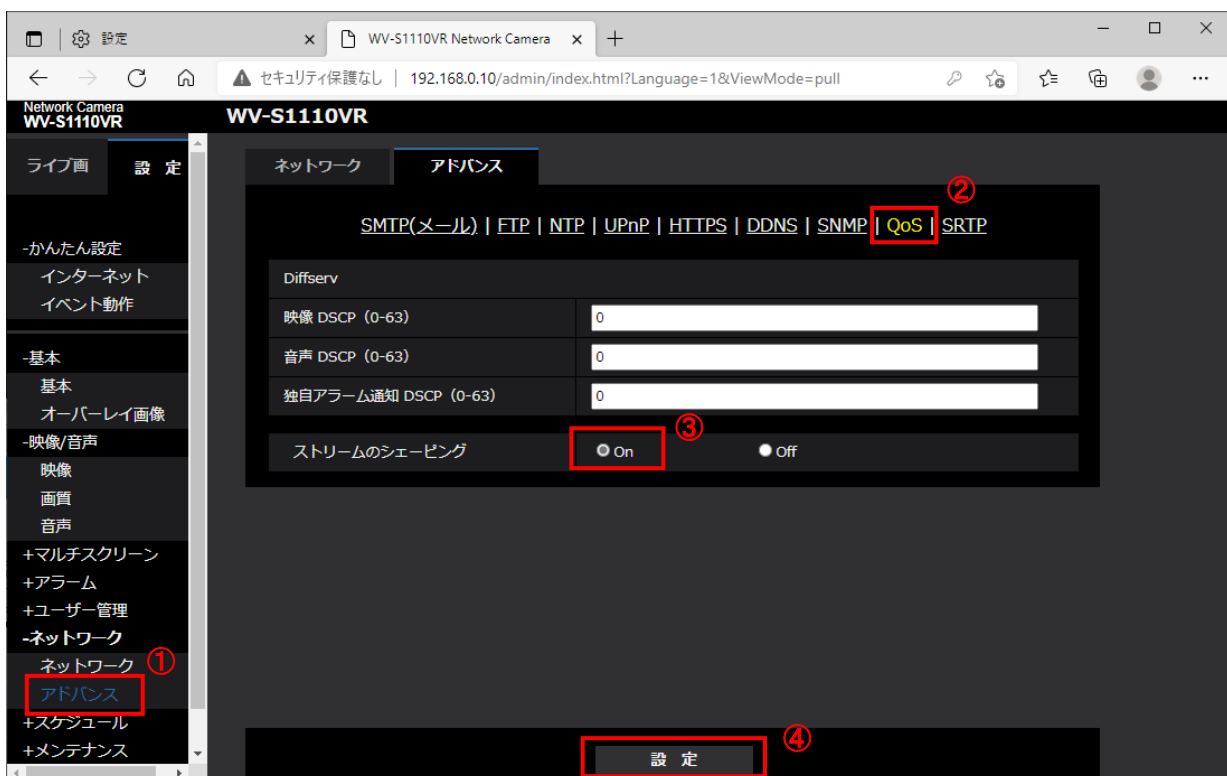 設定
WV-S1110VR Network Camera
セキュリティ保護なし | 192.168.0.10/admin/index.html?Language=1&ViewMode=pull
Network Camera
WV-S1110VR
WV-S1110VR
ライブ画
設 定
-かんたん設定
インターネット
イベント動作
-基本
基本
オーバーレイ画像
-映像/音声
映像
画質
音声
+マルチスクリーン
+アラーム
+ユーザー管理
-ネットワーク
ネットワーク ①
アドバンス
+スケジュール
+メンテナンス
ネットワーク アドバンス
②
SMTP(メール) | FTP | NTP | UPnP | HTTPS | DDNS | SNMP | QoS | SRTP
Diffserv
映像 DSCP（0-63） 0
音声 DSCP（0-63） 0
独自アラーム通知 DSCP（0-63） 0
③
ストリームのシェーピング On Off
④
設 定